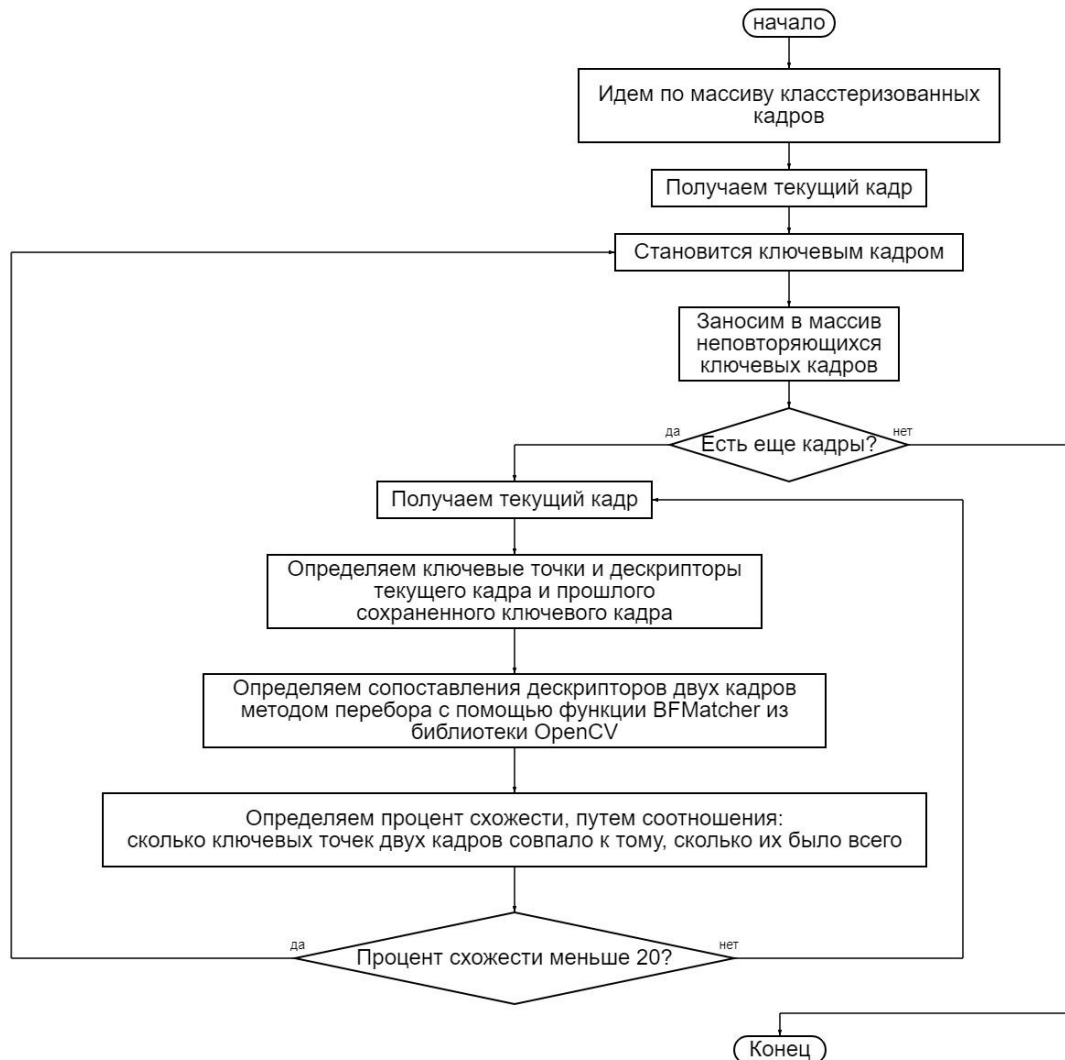 начало
Идем по массиву класстеризованных
кадров
Получаем текущий кадр
Становится ключевым кадром
Заносим в массив
неповторяющихся
ключевых кадров
да
Есть еще кадры?
нет
Получаем текущий кадр
Определяем ключевые точки и дескрипторы
текущего кадра и прошлого
сохраненного ключевого кадра
Определяем сопоставления дескрипторов двух кадров
методом перебора с помощью функции BFMatcher из
библиотеки OpenCV
Определяем процент схожести, путем соотношения:
сколько ключевых точек двух кадров совпало к тому, сколько их было всего
да
Процент схожести меньше 20?
нет
Конец